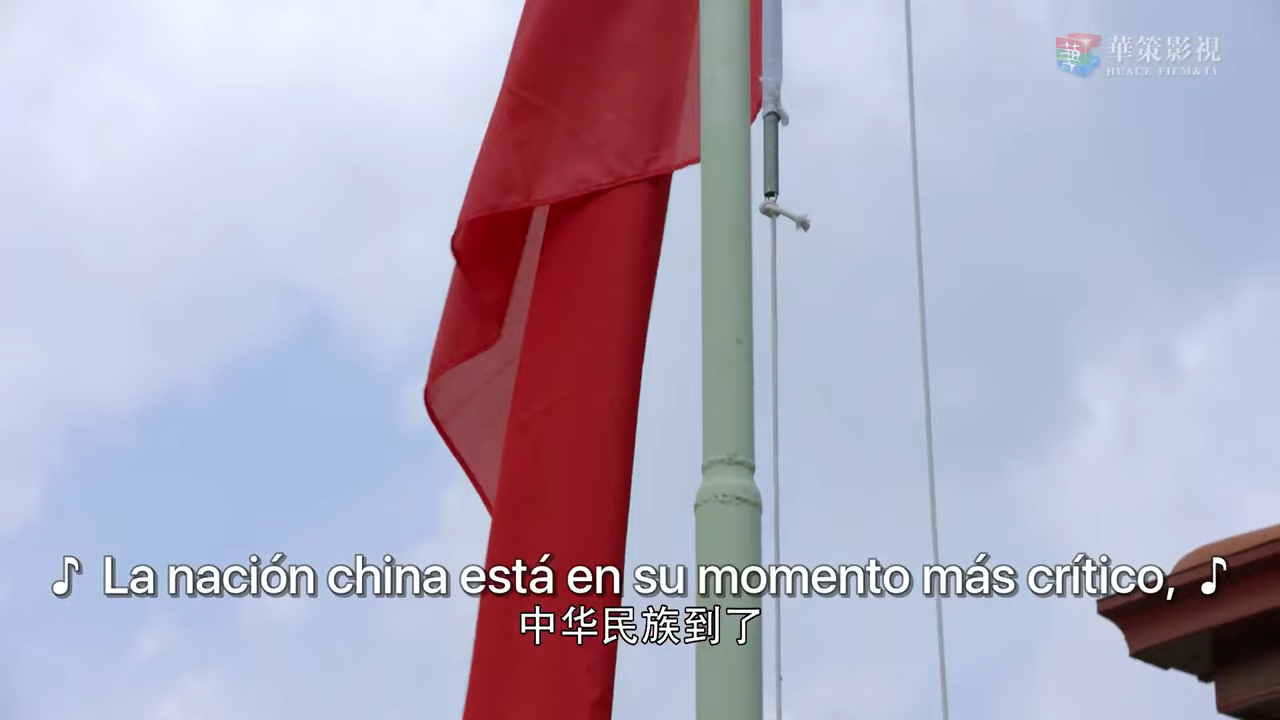 華
華策影視
HUACE FILM&TV
♪ La nación china está en su momento más crítico, ♪
中华民族到了